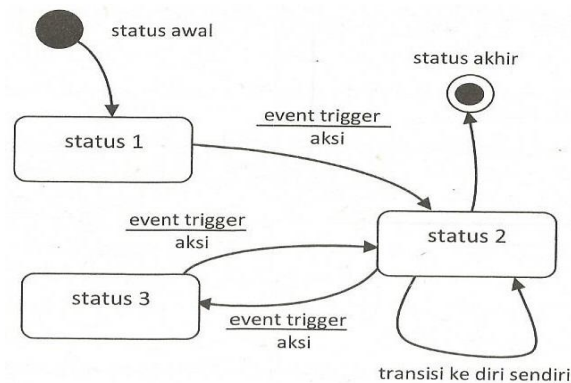 status awal
status akhir
event trigger/
aksi
status 1
event trigger/
aksi
status 2
status 3
event trigger/
aksi
transisi ke diri sendiri